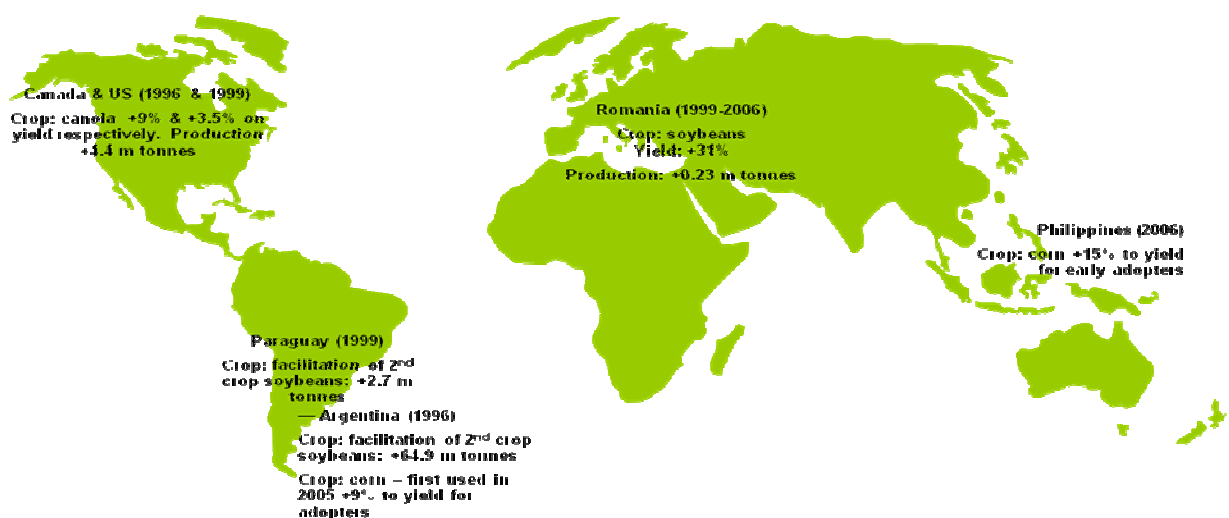 Canada & US (1996 & 1999)
Crop: canola +9% & +3.5% on
yield respectively. Production
+4.4 m tonnes
Romania (1999-2006)
Crop: soybeans
Yield: +31%
Production: +0.23 m tonnes
Philippines (2006)
Crop: corn +15% to yield
for early adopters
Paraguay (1999)
Crop: facilitation of 2nd
crop soybeans: +2.7 m
tonnes
— Argentina (1996)
Crop: facilitation of 2nd crop
soybeans: +64.9 m tonnes
Crop: corn – first used in
2005 +9% to yield for
adopters